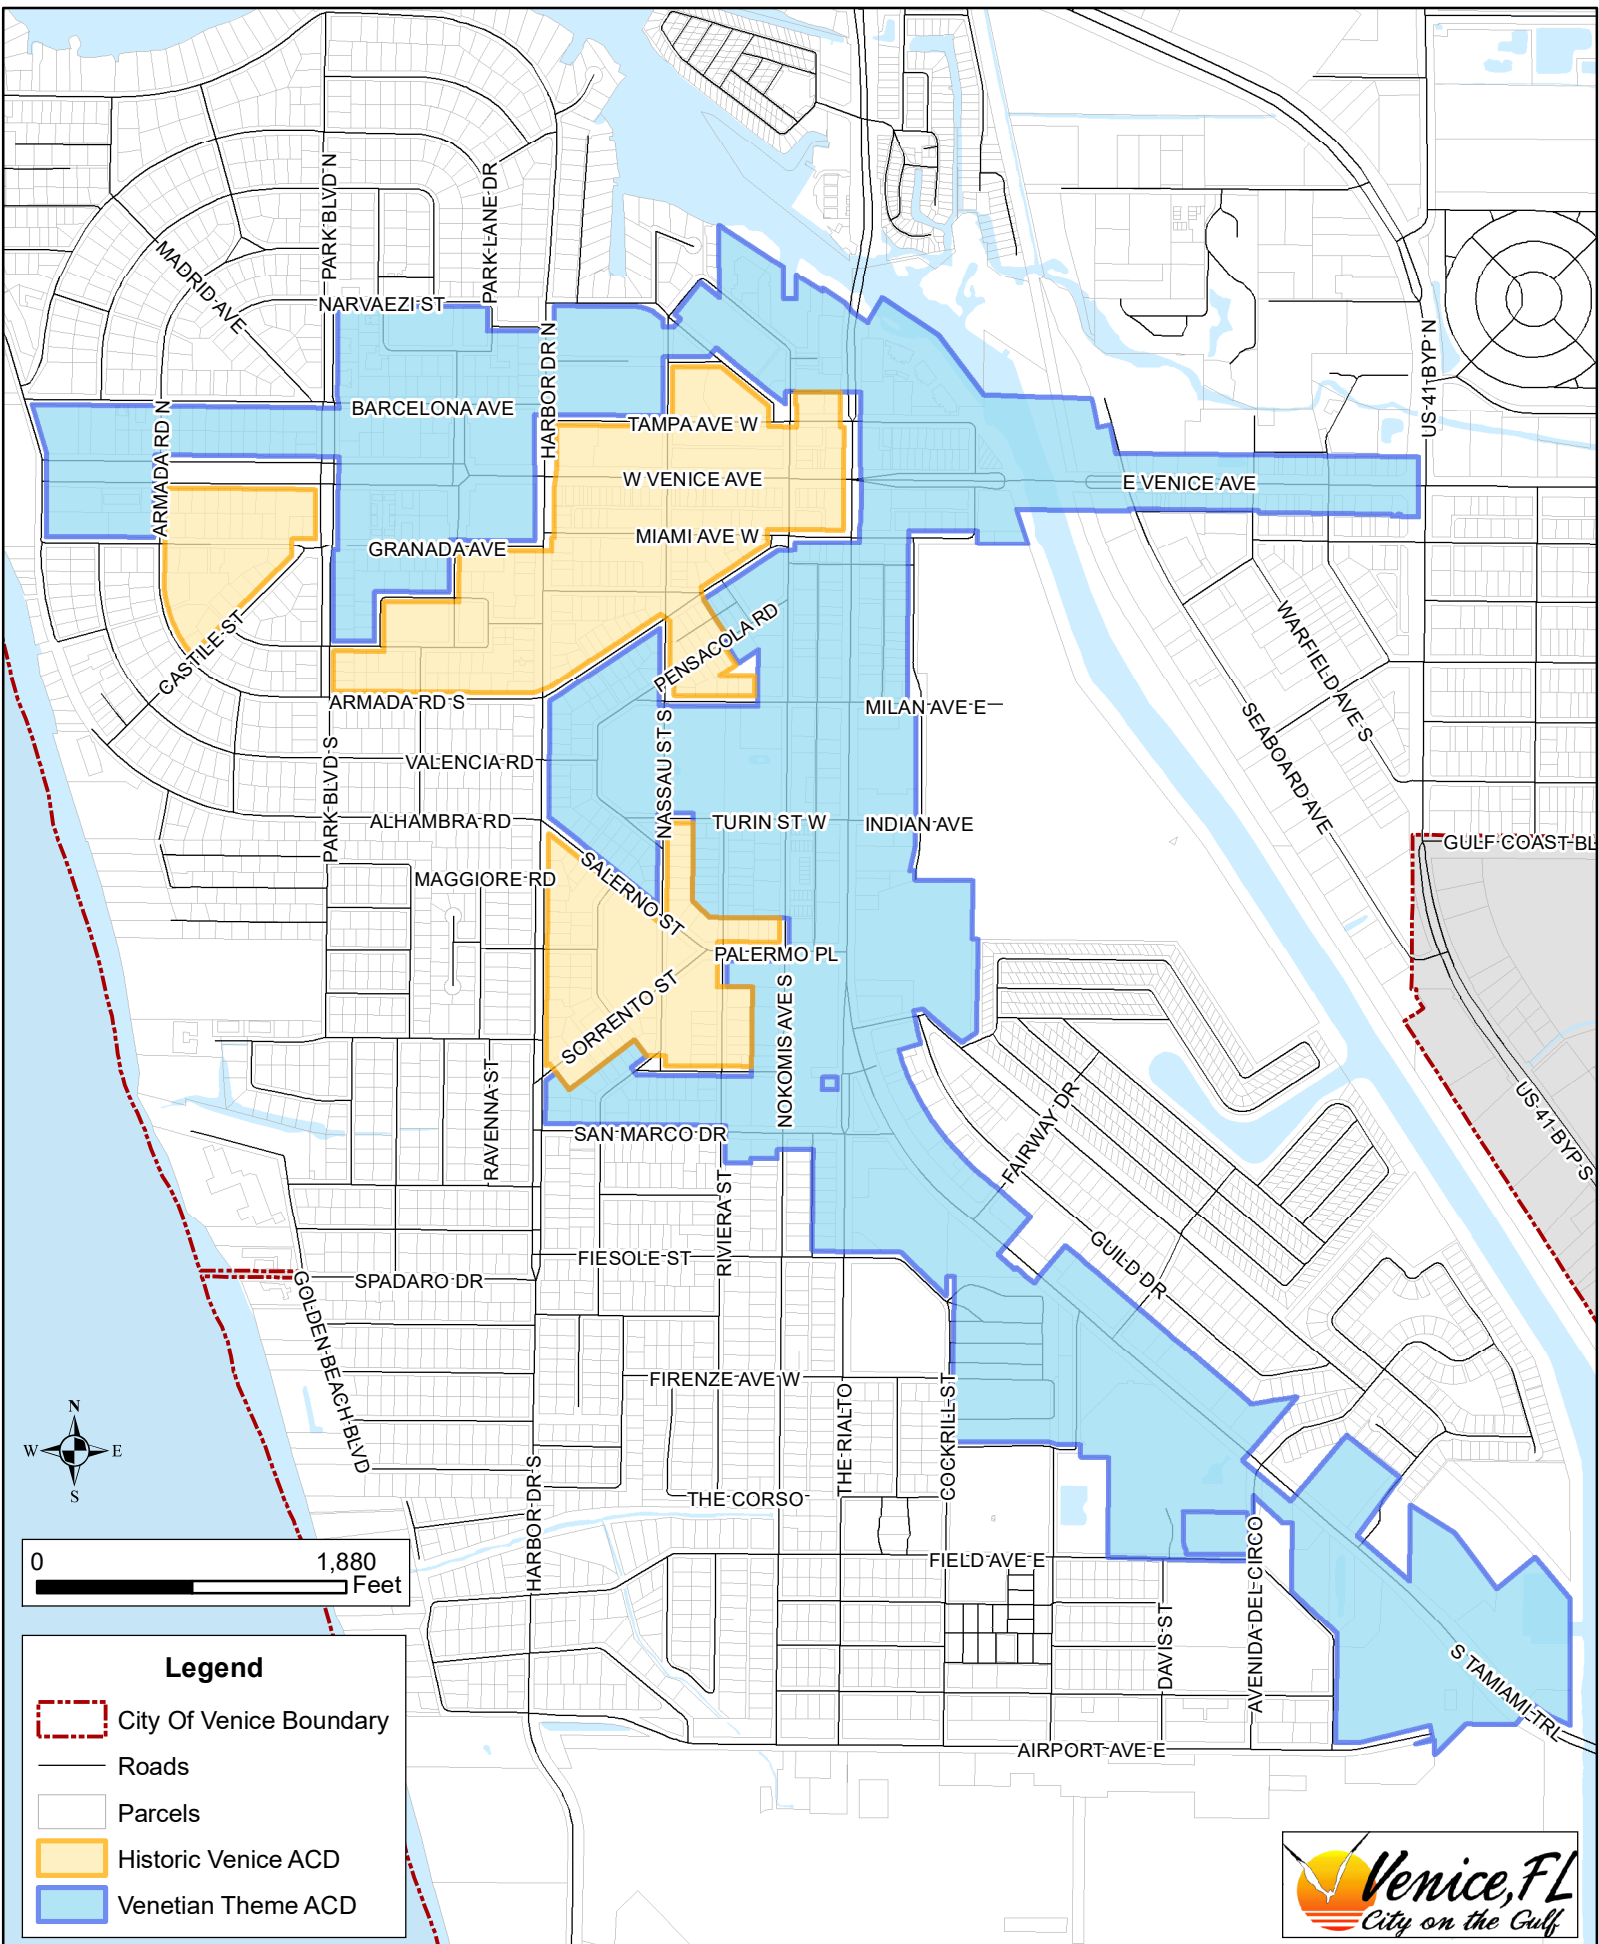 PARK BLVD N
PARK LANE DR
MADRID AVE
NARVAEZI ST
HARBOR DR N
US-41 BYP N
ARMADA RD N
BARCELONA AVE
TAMPA AVE W
W VENICE AVE
E VENICE AVE
MIAMI AVE W
GRANADA AVE
CASTILE ST
PENSACOLA RD
WARFIELD AVE S
ARMADA RD S
MILAN AVE E
SEABOARD AVE
PARK BLVD S
VALENCIA RD
NASSAU ST S
ALHAMBRA RD
TURIN ST W
INDIAN AVE
GULF COAST BL
MAGGIORE RD
SALERNO ST
PALERMO PL
SORRENTO ST
NOKOMIS AVE S
RAVENNA ST
FAIRWAY DR
US-41 BYP S
SAN MARCO DR
RIVIERA ST
FIESOLE ST
GUILD DR
SPADARO DR
GOLDEN BEACH BLVD
FIRENZE AVE W
THE RIALTO
COCKRILL ST
N
W
E
S
HARBOR DR S
THE CORSO
FIELD AVE E
AVENIDA DEL CIRCO
DAVIS ST
S TAMIAMI TRL
AIRPORT AVE E
0 1,880
Feet
Legend
City Of Venice Boundary
Roads
Parcels
Historic Venice ACD
Venetian Theme ACD
Venice, FL
City on the Gulf